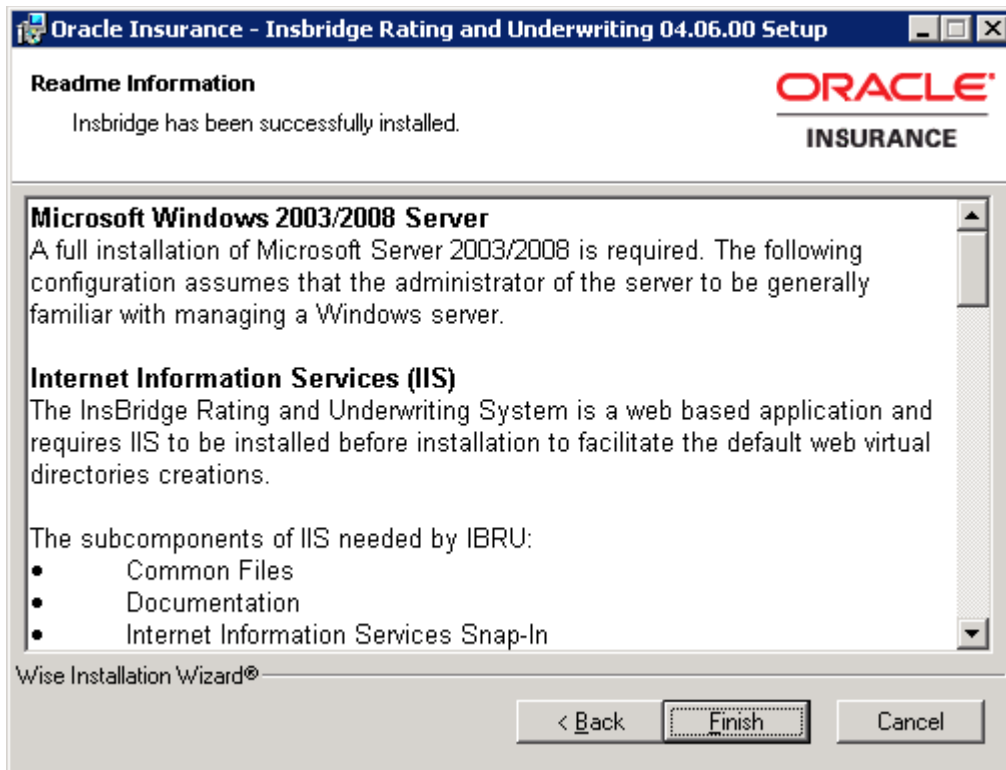 Oracle Insurance - Insbridge Rating and Underwriting 04.06.00 Setup
Readme Information
Insbridge has been successfully installed.
ORACLE
INSURANCE
Microsoft Windows 2003/2008 Server
A full installation of Microsoft Server 2003/2008 is required. The following
configuration assumes that the administrator of the server to be generally
familiar with managing a Windows server.
Internet Information Services (IIS)
The InsBridge Rating and Underwriting System is a web based application and
requires IIS to be installed before installation to facilitate the default web virtual
directories creations.
The subcomponents of IIS needed by IBRU:
• Common Files
• Documentation
• Internet Information Services Snap-In
Wise Installation Wizard®
< Back Finish Cancel